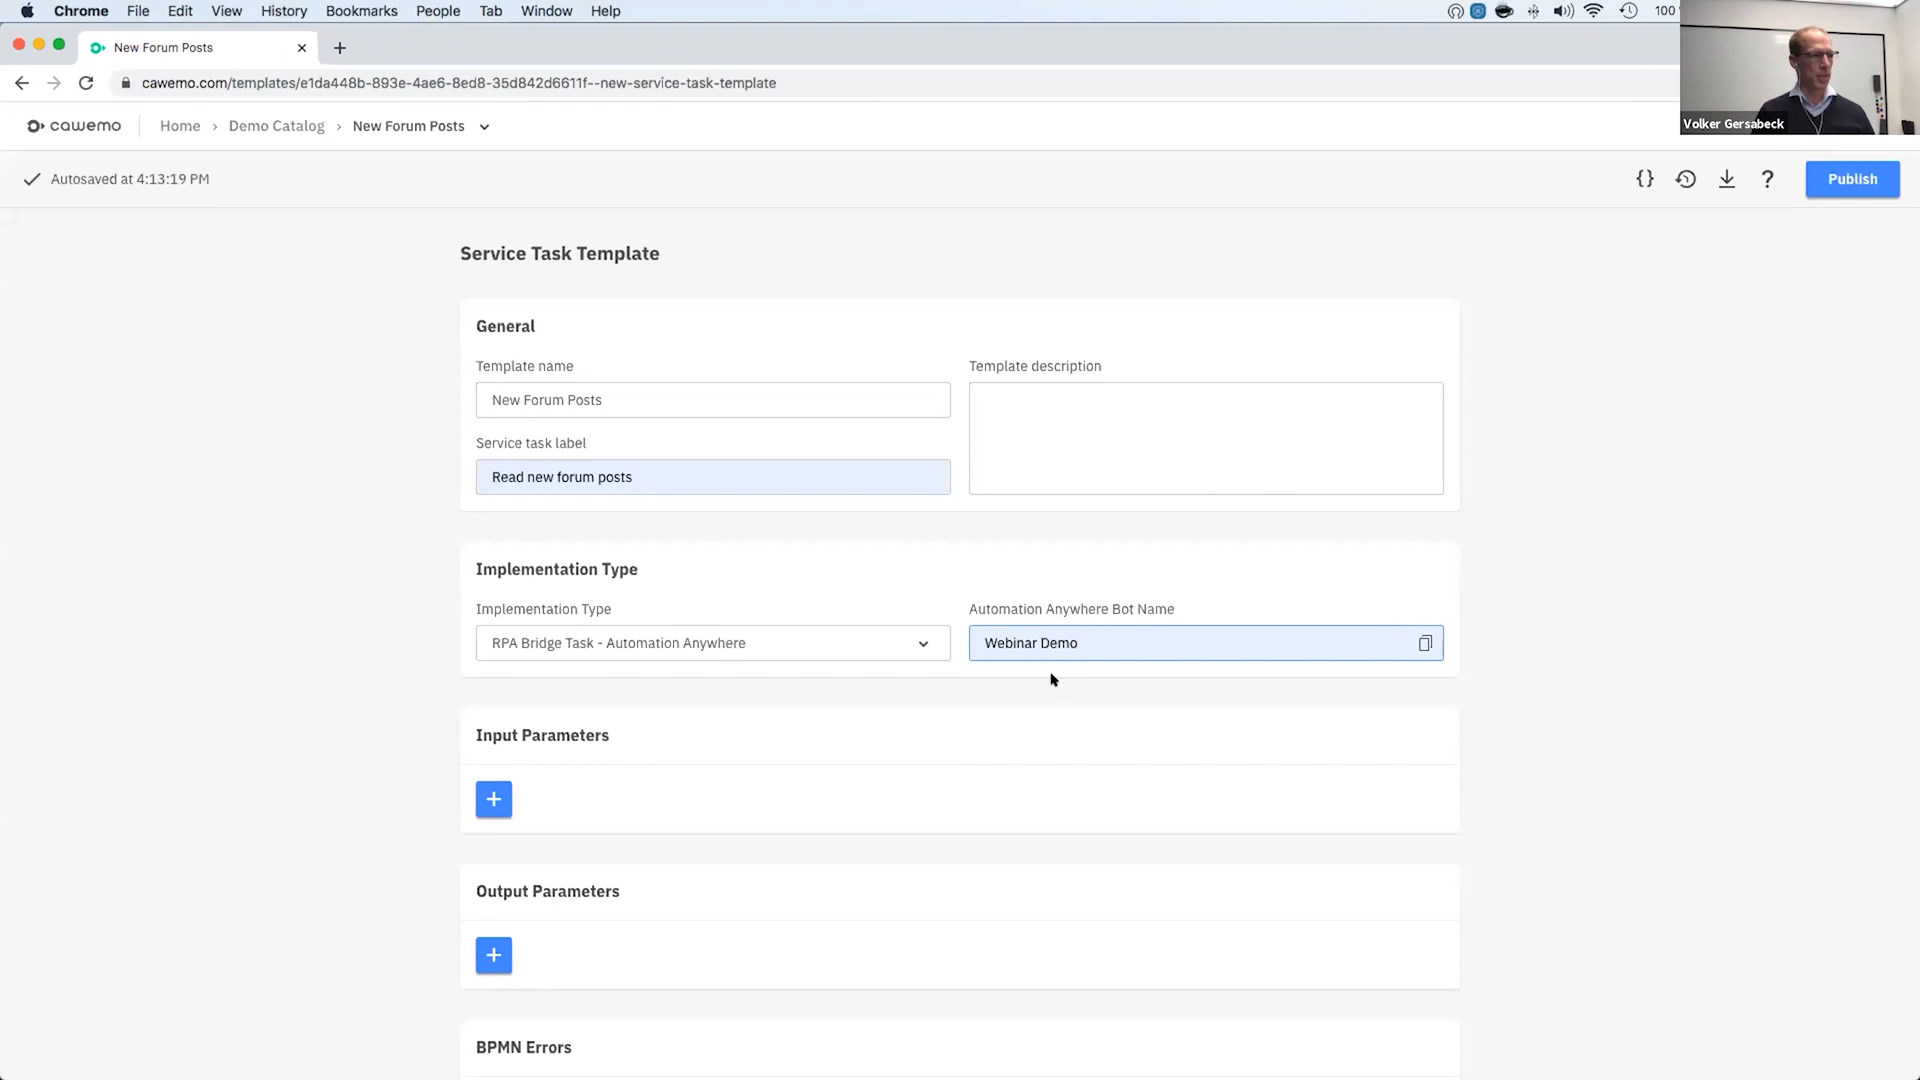 Chrome File Edit View History Bookmarks People Tab Window Help 100
New Forum Posts
cawemo.com/templates/e1da448b-893e-4ae6-8ed8-35d842d6611f--new-service-task-template
Volker Gersabeck
cawemo Home › Demo Catalog › New Forum Posts
Autosaved at 4:13:19 PM {} ? Publish
Service Task Template
General
Template name Template description
New Forum Posts
Service task label
Read new forum posts
Implementation Type
Implementation Type Automation Anywhere Bot Name
RPA Bridge Task - Automation Anywhere Webinar Demo
Input Parameters
+
Output Parameters
+
BPMN Errors